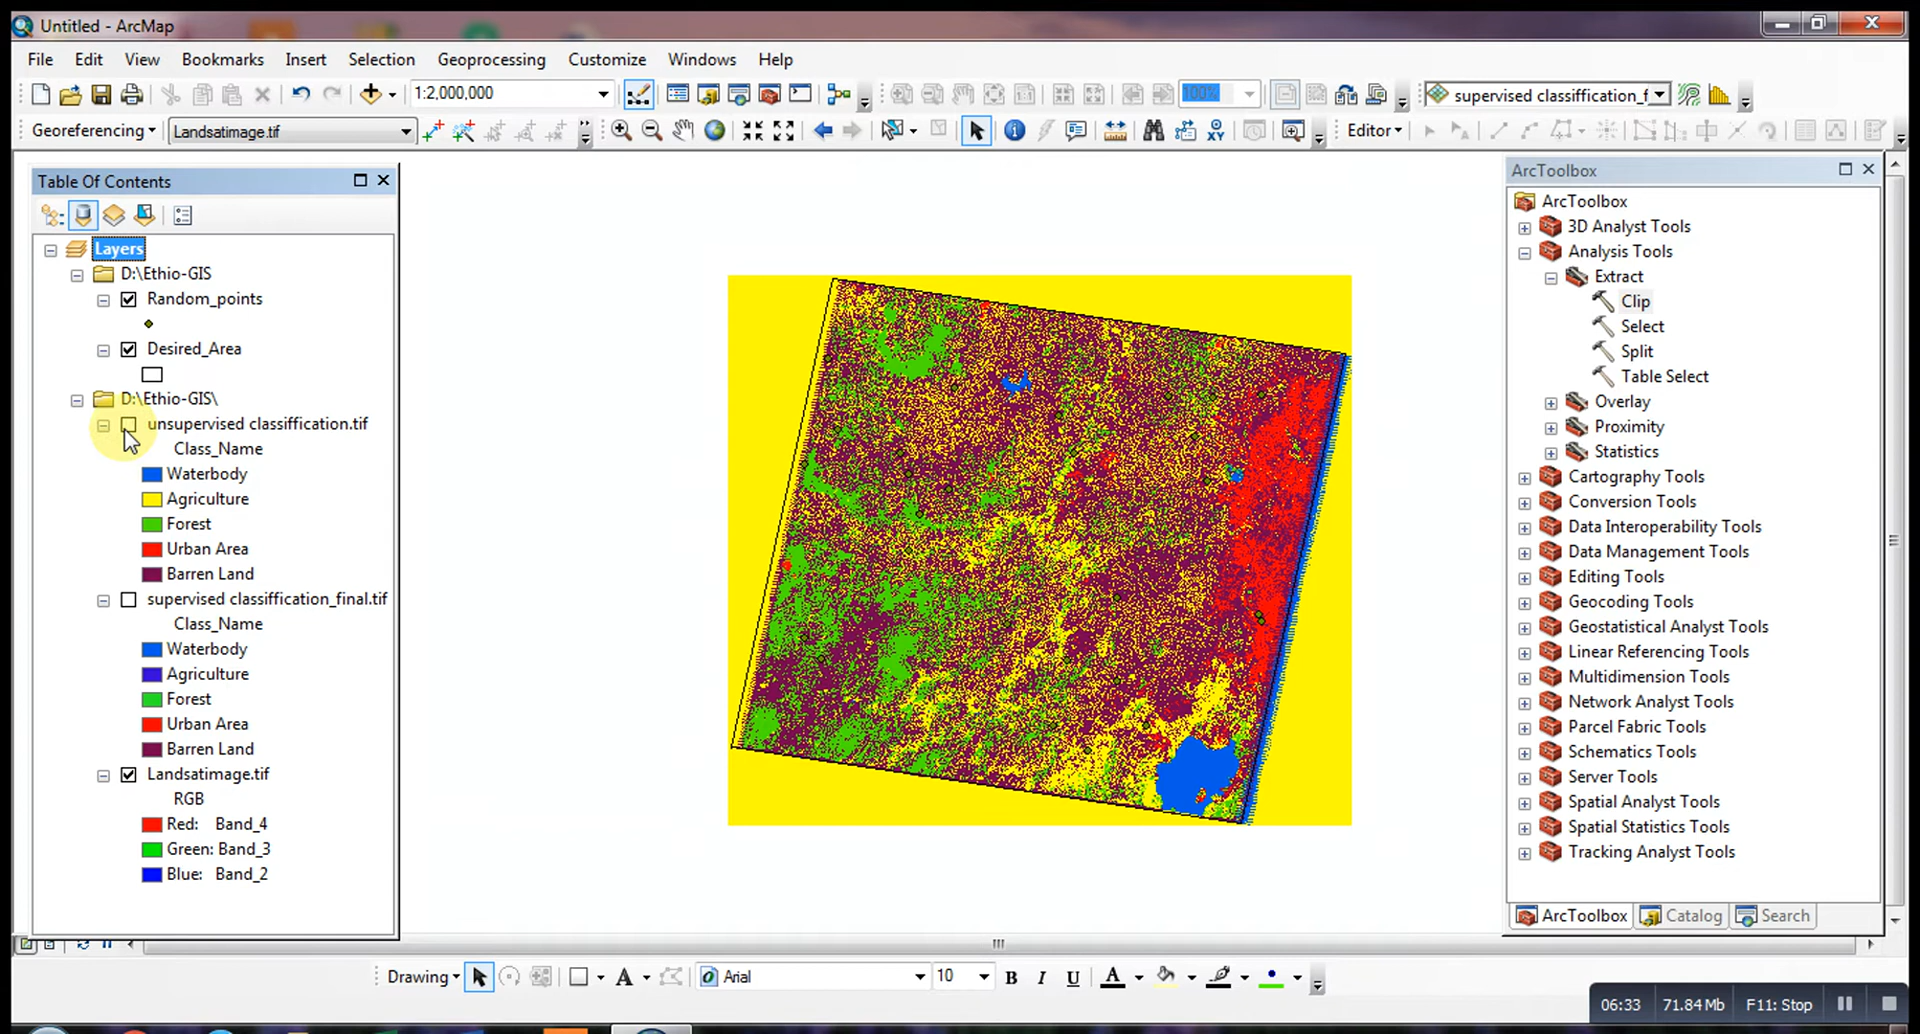 Untitled - ArcMap
File Edit View Bookmarks Insert Selection Geoprocessing Customize Windows Help
1:2,000,000 100% supervised classiffication_f
Georeferencing Landsatimage.tif Editor
Table Of Contents
Layers
D:\Ethio-GIS
Random_points
Desired_Area
D:\Ethio-GIS\
unsupervised classiffication.tif
Class_Name
Waterbody
Agriculture
Forest
Urban Area
Barren Land
supervised classiffication_final.tif
Class_Name
Waterbody
Agriculture
Forest
Urban Area
Barren Land
Landsatimage.tif
RGB
Red: Band_4
Green: Band_3
Blue: Band_2
ArcToolbox
ArcToolbox
3D Analyst Tools
Analysis Tools
Extract
Clip
Select
Split
Table Select
Overlay
Proximity
Statistics
Cartography Tools
Conversion Tools
Data Interoperability Tools
Data Management Tools
Editing Tools
Geocoding Tools
Geostatistical Analyst Tools
Linear Referencing Tools
Multidimension Tools
Network Analyst Tools
Parcel Fabric Tools
Schematics Tools
Server Tools
Spatial Analyst Tools
Spatial Statistics Tools
Tracking Analyst Tools
ArcToolbox Catalog Search
Drawing A Arial 10 B I U A
06:33 71.84 Mb F11: Stop